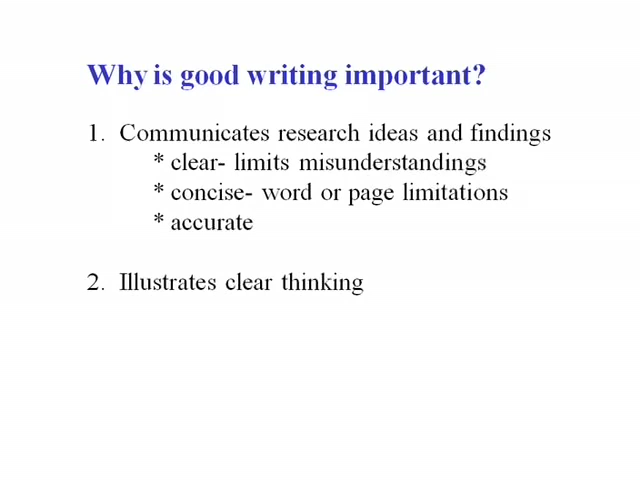 Why is good writing important?
1. Communicates research ideas and findings
* clear- limits misunderstandings
* concise- word or page limitations
* accurate
2. Illustrates clear thinking